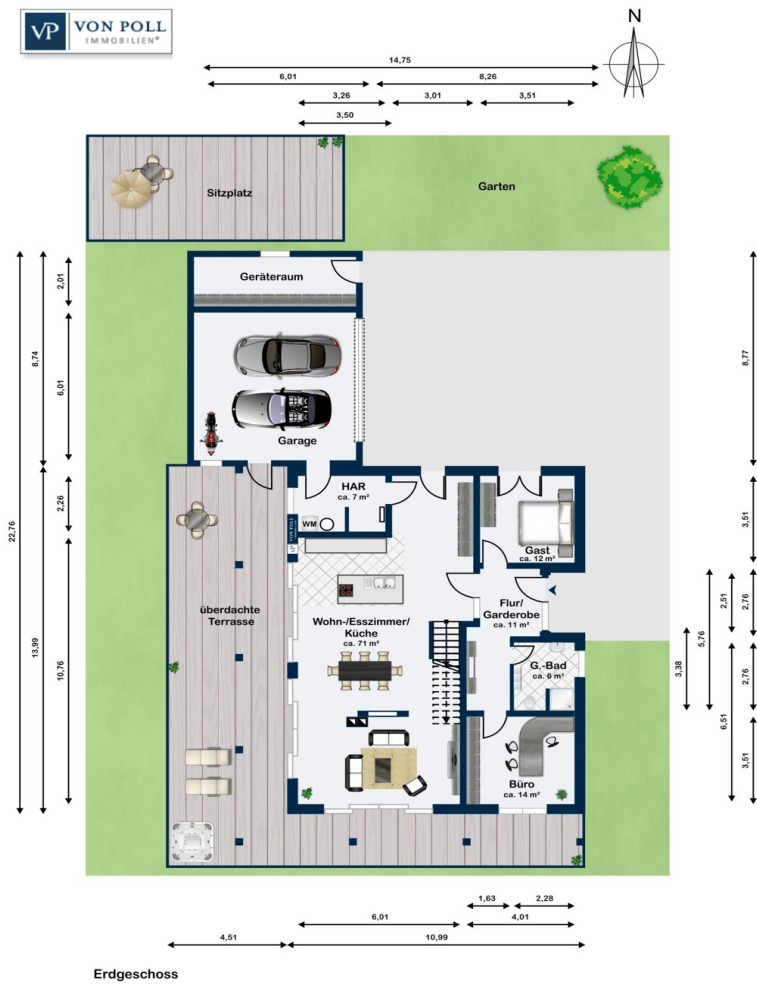 VP VON POLL
IMMOBILIEN®
N
14,75
6,01
8,26
3,26
3,01
3,51
3,50
Sitzplatz
Garten
Geräteraum
Garage
HAR
ca. 7 m²
WM
VP VON POLL
Gast
ca. 12 m²
überdachte
Terrasse
Wohn-/Esszimmer/
Küche
ca. 71 m²
Flur/
Garderobe
ca. 11 m²
G.-Bad
ca. 6 m²
Büro
ca. 14 m²
22,76
8,74
13,99
2,01
6,01
2,26
10,76
8,77
3,51
2,51
2,76
5,76
3,38
2,76
6,51
3,51
1,63
2,28
6,01
4,01
4,51
10,99
Erdgeschoss